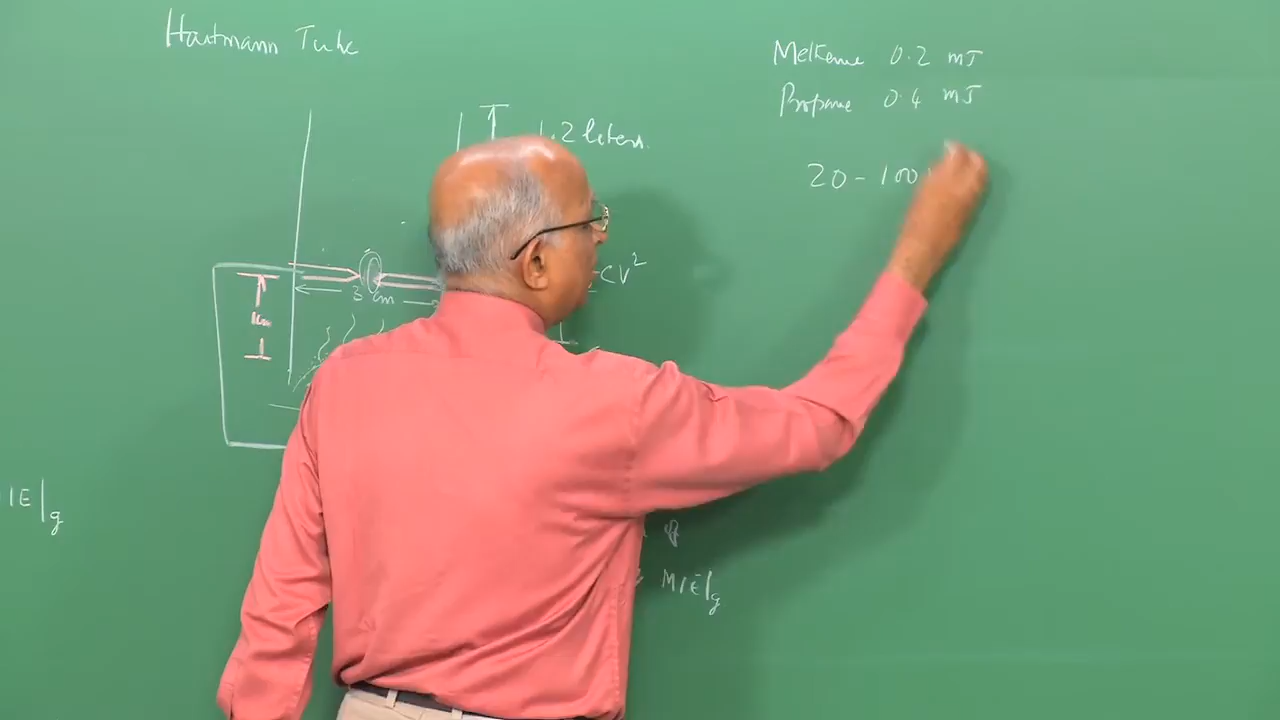 Hartmann Tube
Methane 0.2 mJ
Propane 0.4 mJ
1.2 liters.
20 - 100
CV²
3 cm
MIE|g
MIE|g